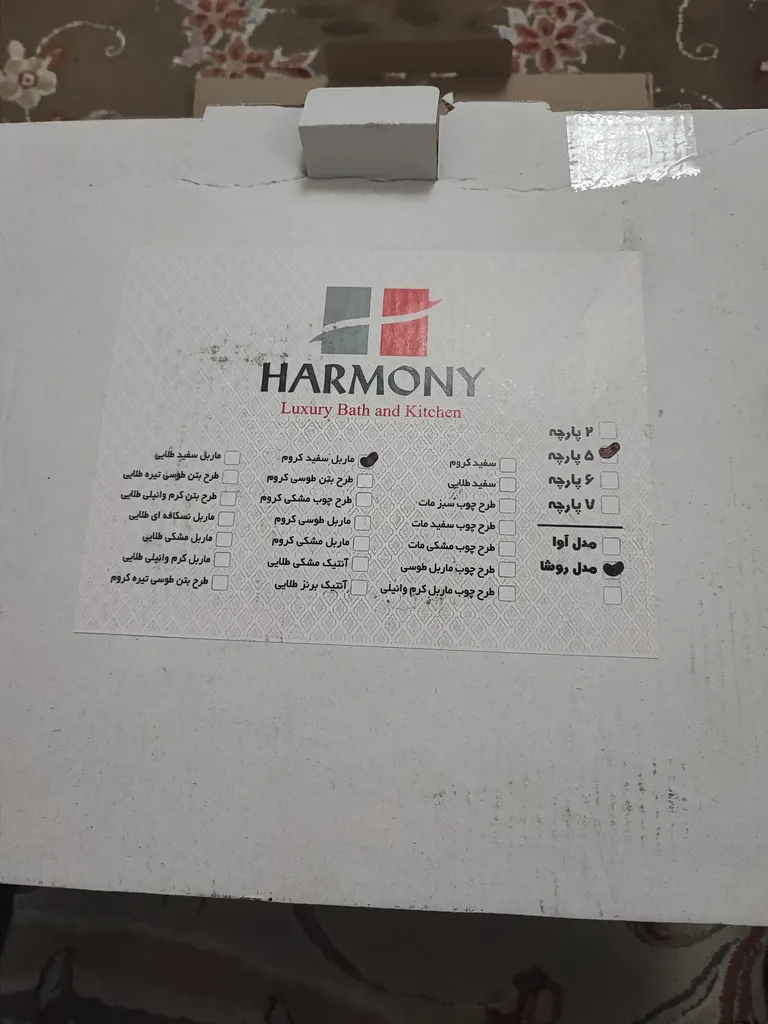 HARMONY
Luxury Bath and Kitchen
۲ پارچه
۵ پارچه
۶ پارچه
۷ پارچه
مدل آوا
مدل روشا
سفید کروم
سفید طلایی
طرح چوب سبز مات
طرح چوب سفید مات
طرح چوب مشکی مات
طرح چوب ماربل طوسی
طرح چوب ماربل کرم وانیلی
ماربل سفید کروم
طرح بتن طوسی کروم
طرح چوب مشکی کروم
ماربل طوسی کروم
ماربل مشکی کروم
آنتیک مشکی طلایی
آنتیک برنز طلایی
ماربل سفید طلایی
طرح بتن طوسی تیره طلایی
طرح بتن کرم وانیلی طلایی
ماربل نسکافه ای طلایی
ماربل مشکی طلایی
ماربل کرم وانیلی طلایی
طرح بتن طوسی تیره کروم